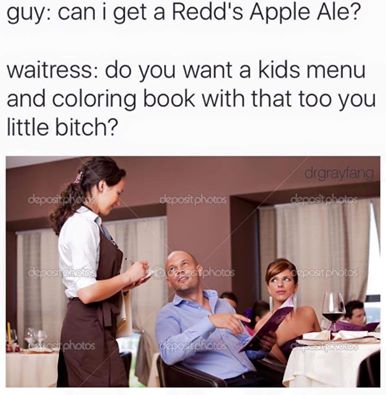 guy: can i get a Redd's Apple Ale?
waitress: do you want a kids menu
and coloring book with that too you
little bitch?
drgrayfang
depositphotos depositphotos depositphotos
depositphotos depositphotos depositphotos
depositphotos depositphotos depositphotos